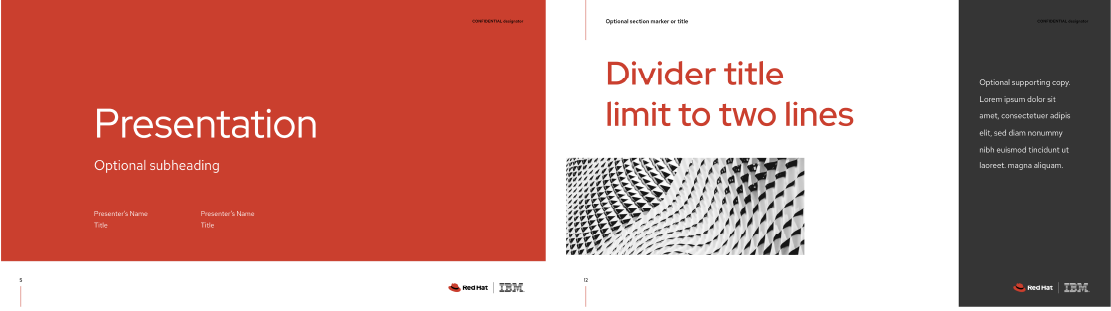 CONFIDENTIAL designator
Presentation
Optional subheading
Presenter's Name
Title
Presenter's Name
Title
5
Red Hat
IBM
Optional section marker or title
Divider title
limit to two lines
12
CONFIDENTIAL designator
Optional supporting copy.
Lorem ipsum dolor sit
amet, consectetuer adipis
elit, sed diam nonummy
nibh euismod tincidunt ut
laoreet. magna aliquam.
Red Hat
IBM